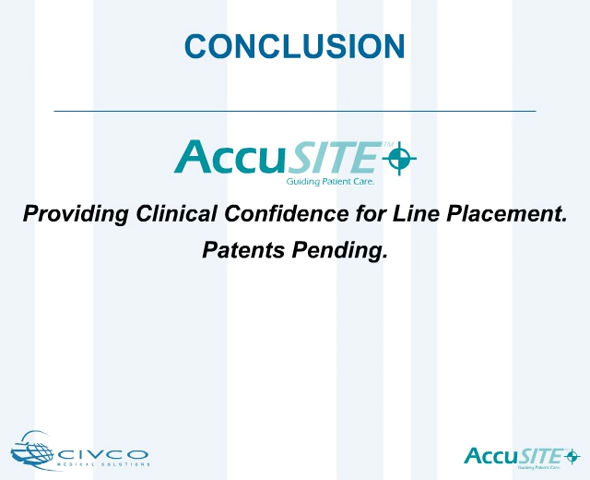 CONCLUSION
AccuSITE™
Guiding Patient Care.
Providing Clinical Confidence for Line Placement.
Patents Pending.
CIVCO
MEDICAL SOLUTIONS
AccuSITE
Guiding Patient Care.